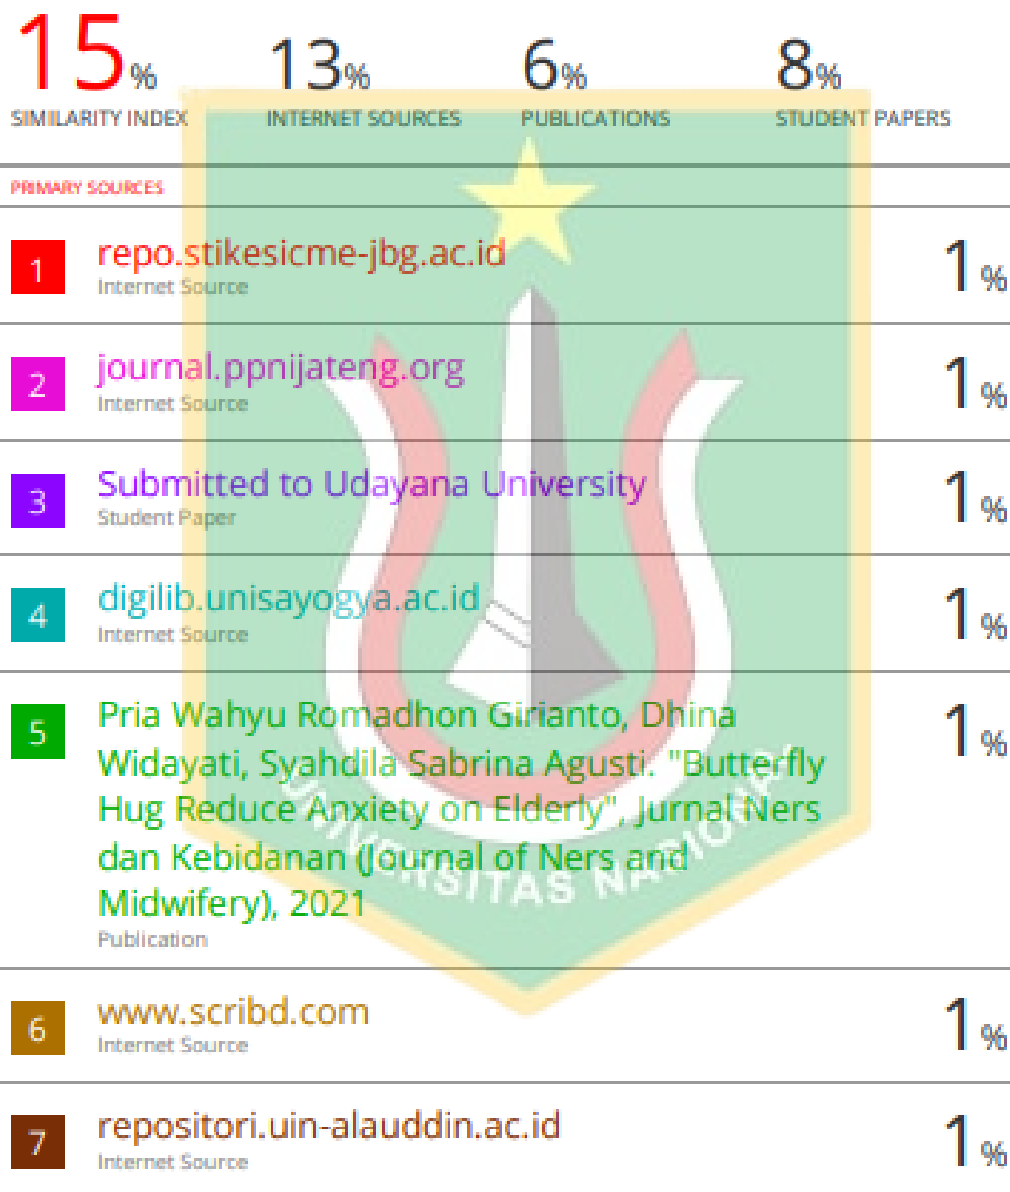 15% 13% 6% 8%
SIMILARITY INDEX INTERNET SOURCES PUBLICATIONS STUDENT PAPERS
PRIMARY SOURCES
1 repo.stikesicme-jbg.ac.id 1%
Internet Source
2 journal.ppnijateng.org 1%
Internet Source
3 Submitted to Udayana University 1%
Student Paper
4 digilib.unisayogya.ac.id 1%
Internet Source
5 Pria Wahyu Romadhon Girianto, Dhina 1%
Widayati, Syahdila Sabrina Agusti. "Butterfly
Hug Reduce Anxiety on Elderly", Jurnal Ners
dan Kebidanan (Journal of Ners and
Midwifery), 2021
Publication
UNIVERSITAS NASIONAL
6 www.scribd.com 1%
Internet Source
7 repositori.uin-alauddin.ac.id 1%
Internet Source